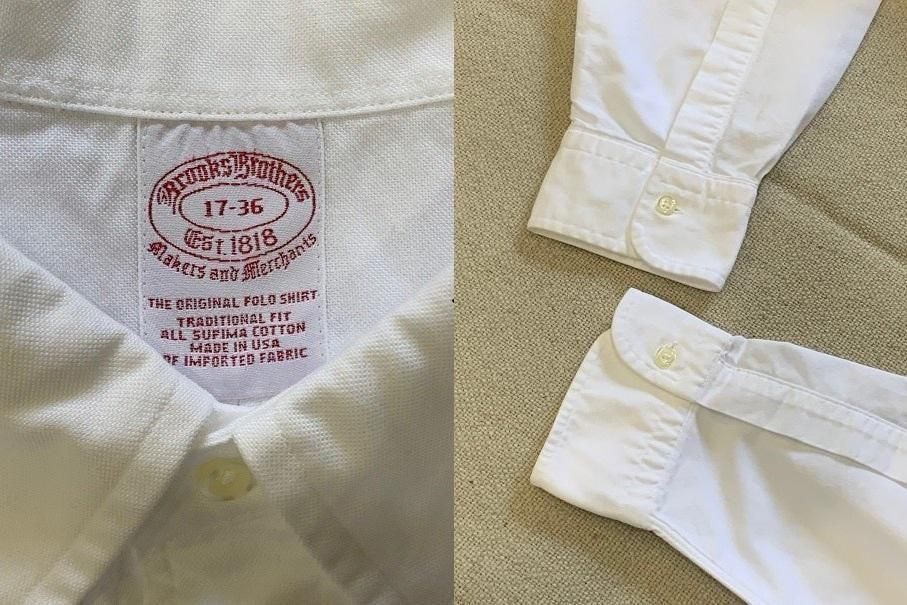 Brooks Brothers
17-36
Est.1818
Makers and Merchants
THE ORIGINAL POLO SHIRT
TRADITIONAL FIT
ALL SUPIMA COTTON
MADE IN USA
OF IMPORTED FABRIC